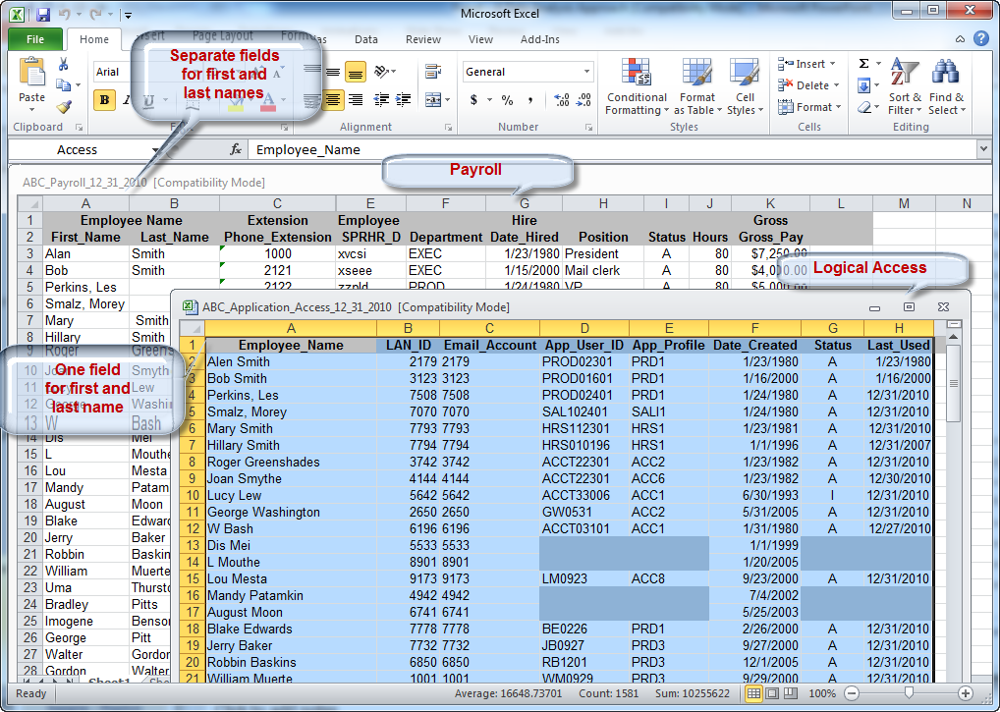 Microsoft Excel
File Home Insert Page Layout Formulas Data Review View Add-Ins
Separate fields
for first and
last names
Paste
Clipboard
Arial
B I U
Alignment
General
$ % ,
Number
Conditional Formatting
Format as Table
Cell Styles
Styles
Insert
Delete
Format
Cells
Σ
Sort & Filter
Find & Select
Editing
Access fx Employee_Name
Payroll
ABC_Payroll_12_31_2010 [Compatibility Mode]
A B C E F G H I J K L M N
1 Employee Name Extension Employee Hire Gross
2 First_Name Last_Name Phone_Extension SPRHR_D Department Date_Hired Position Status Hours Gross_Pay
3 Alan Smith 1000 xvcsi EXEC 1/23/1980 President A 80 $7,250.00
4 Bob Smith 2121 xseee EXEC 1/15/2000 Mail clerk A 80 $4,000.00
5 Perkins, Les 2122 zznld PROD 1/24/1980 VP A 80 $5,000.00
6 Smalz, Morey
7 Mary Smith
8 Hillary Smith
9 Roger Greens
10 Smyth
11 Lew
12 George Washin
13 W Bash
14 Dis Mei
15 L Mouthe
16 Lou Mesta
17 Mandy Patam
18 August Moon
19 Blake Edward
20 Jerry Baker
21 Robbin Baskin
22 William Muerte
23 Uma Thursto
24 Bradley Pitts
25 Imogene Benso
26 George Pitt
27 Walter Gordon
28 Gordon Walter
Sheet1
One field
for first and
last name
Logical Access
ABC_Application_Access_12_31_2010 [Compatibility Mode]
A B C D E F G H
1 Employee_Name LAN_ID Email_Account App_User_ID App_Profile Date_Created Status Last_Used
2 Alen Smith 2179 2179 PROD02301 PRD1 1/23/1980 A 1/23/1980
3 Bob Smith 3123 3123 PROD01601 PRD1 1/16/2000 A 1/16/2000
4 Perkins, Les 7508 7508 PROD02401 PRD1 1/24/1980 A 12/31/2010
5 Smalz, Morey 7070 7070 SAL102401 SALI1 1/24/1980 A 12/31/2010
6 Mary Smith 7793 7793 HRS112301 HRS1 1/23/1981 A 12/31/2010
7 Hillary Smith 7794 7794 HRS010196 HRS1 1/1/1996 A 12/31/2007
8 Roger Greenshades 3742 3742 ACCT22301 ACC2 1/23/1982 A 12/31/2010
9 Joan Smythe 4144 4144 ACCT22301 ACC6 1/23/1982 A 12/30/2010
10 Lucy Lew 5642 5642 ACCT33006 ACC1 6/30/1993 I 12/31/2010
11 George Washington 2650 2650 GW0531 ACC2 5/31/2005 A 12/31/2010
12 W Bash 6196 6196 ACCT03101 ACC1 1/31/1980 A 12/27/2010
13 Dis Mei 5533 5533 1/1/1999
14 L Mouthe 8901 8901 1/20/2005
15 Lou Mesta 9173 9173 LM0923 ACC8 9/23/2000 A 12/31/2010
16 Mandy Patamkin 4942 4942 7/4/2002
17 August Moon 6741 6741 5/25/2003
18 Blake Edwards 7778 7778 BE0226 PRD1 2/26/2000 A 12/31/2010
19 Jerry Baker 7732 7732 JB0927 PRD3 9/27/2000 A 12/31/2010
20 Robbin Baskins 6850 6850 RB1201 PRD3 12/1/2000 A 12/31/2010
21 William Muerte 1001 1001 WM0929 PRD3 9/29/2000 A 12/31/2010
Ready Average: 16648.73701 Count: 1581 Sum: 10255622 100%